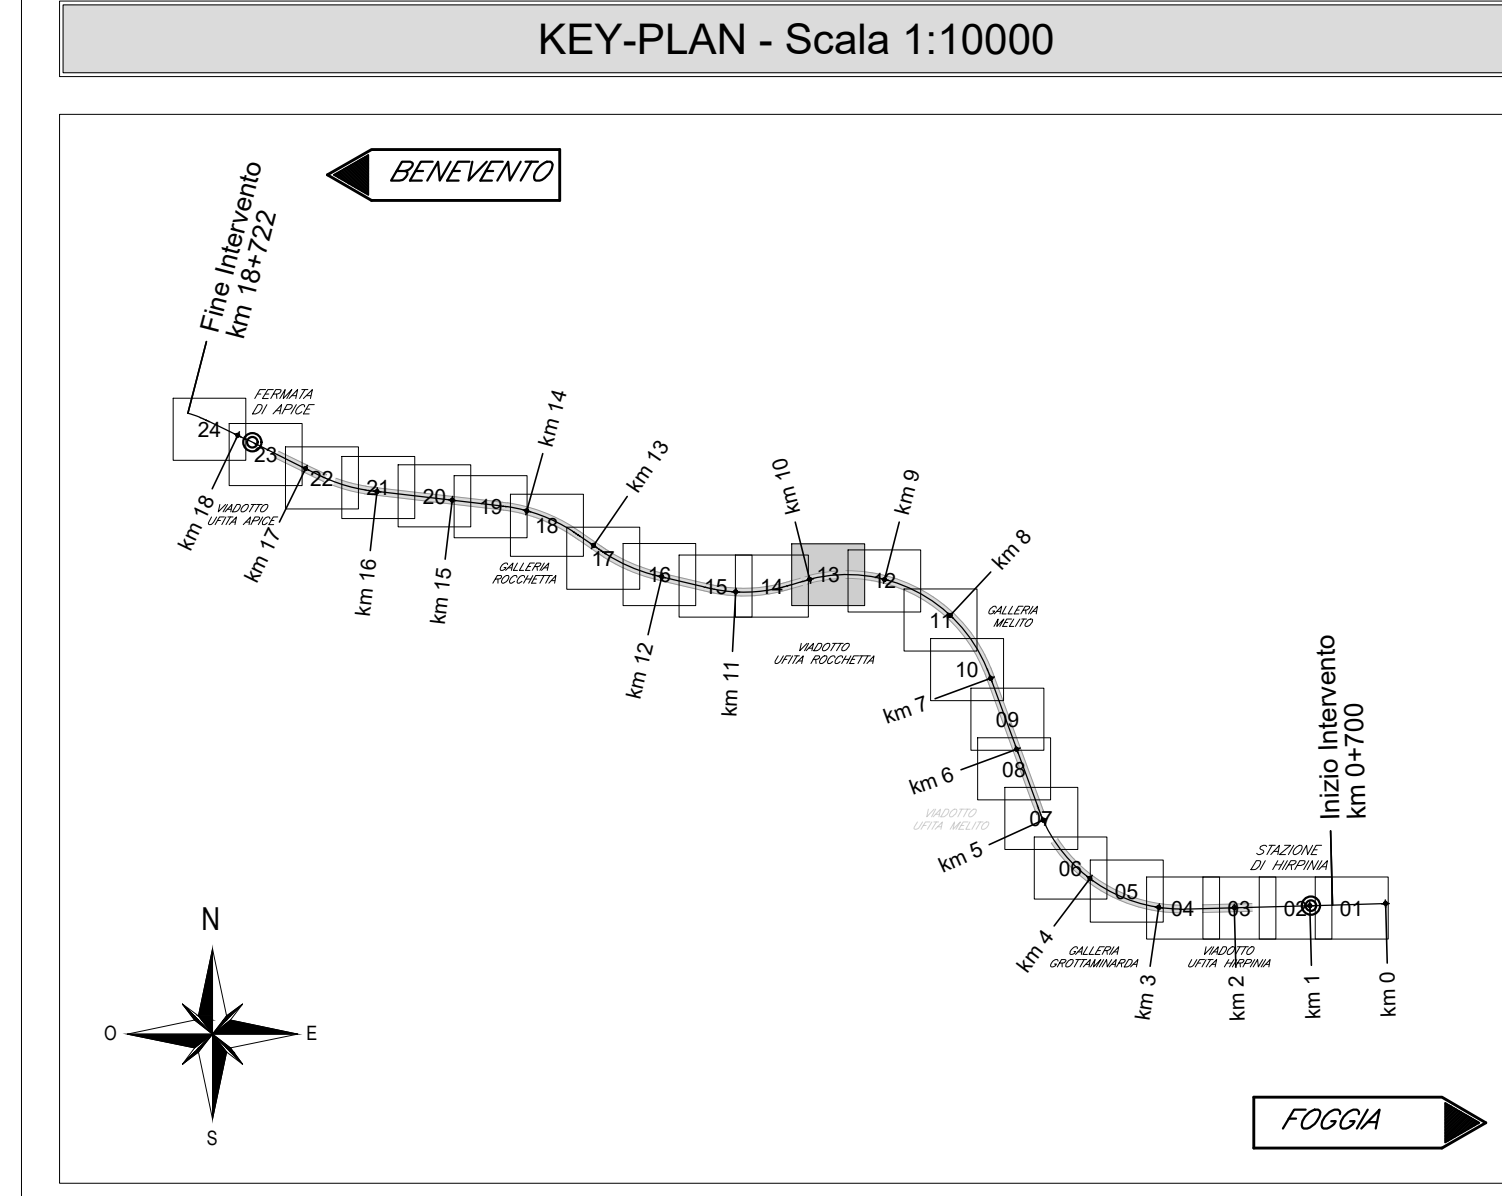 KEY-PLAN - Scala 1:10000
BENEVENTO
Fine Intervento
km 18+722
FERMATA
DI APICE
24
23
22
21
20
19
18
17
16
15
14
13
12
11
10
09
08
07
06
05
04
03
02
01
km 18
VIADOTTO
UFITA APICE
km 17
km 16
km 15
km 14
GALLERIA
ROCCHETTA
km 13
km 12
km 11
km 10
VIADOTTO
UFITA ROCCHETTA
km 9
km 8
GALLERIA
MELITO
km 7
km 6
VIADOTTO
UFITA MELITO
km 5
km 4
GALLERIA
GROTTAMINARDA
km 3
VIADOTTO
UFITA HIRPINIA
km 2
STAZIONE
DI HIRPINIA
km 1
km 0
Inizio Intervento
km 0+700
N
O
E
S
FOGGIA